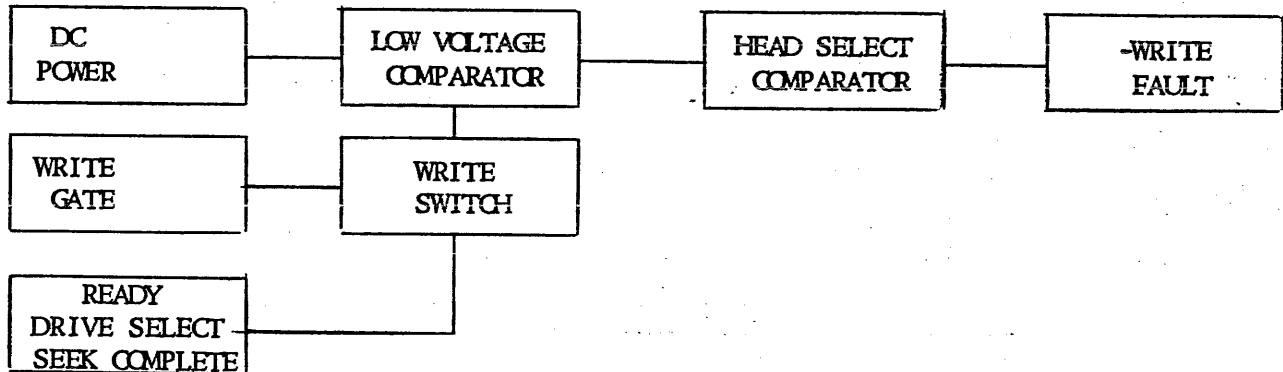 DC
POWER
LOW VOLTAGE
COMPARATOR
HEAD SELECT
COMPARATOR
-WRITE
FAULT
WRITE
GATE
WRITE
SWITCH
READY
DRIVE SELECT
SEEK COMPLETE